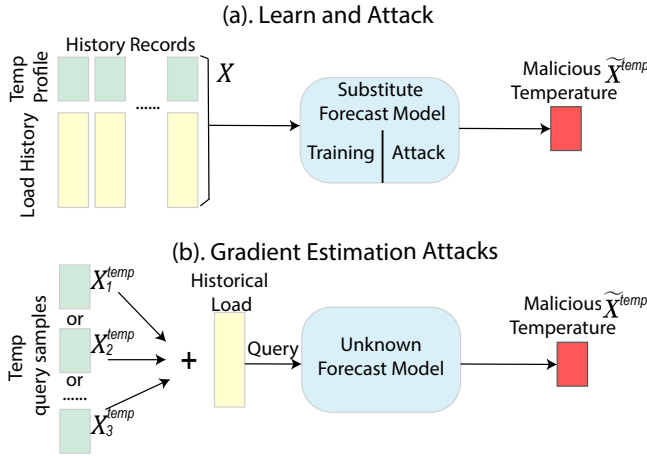 (a). Learn and Attack
History Records
Temp
Profile
Load History
......
X
Substitute
Forecast Model
Training
Attack
Malicious
Temperature
X̃^temp
(b). Gradient Estimation Attacks
Temp
query samples
X_1^temp
or
X_2^temp
or
......
X_3^temp
+
Historical
Load
Query
Unknown
Forecast Model
Malicious
Temperature
X̃^temp